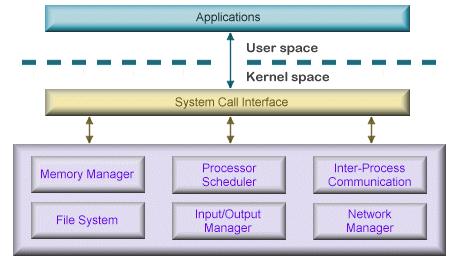 Applications
User space
Kernel space
System Call Interface
Memory Manager
Processor
Scheduler
Inter-Process
Communication
File System
Input/Output
Manager
Network
Manager